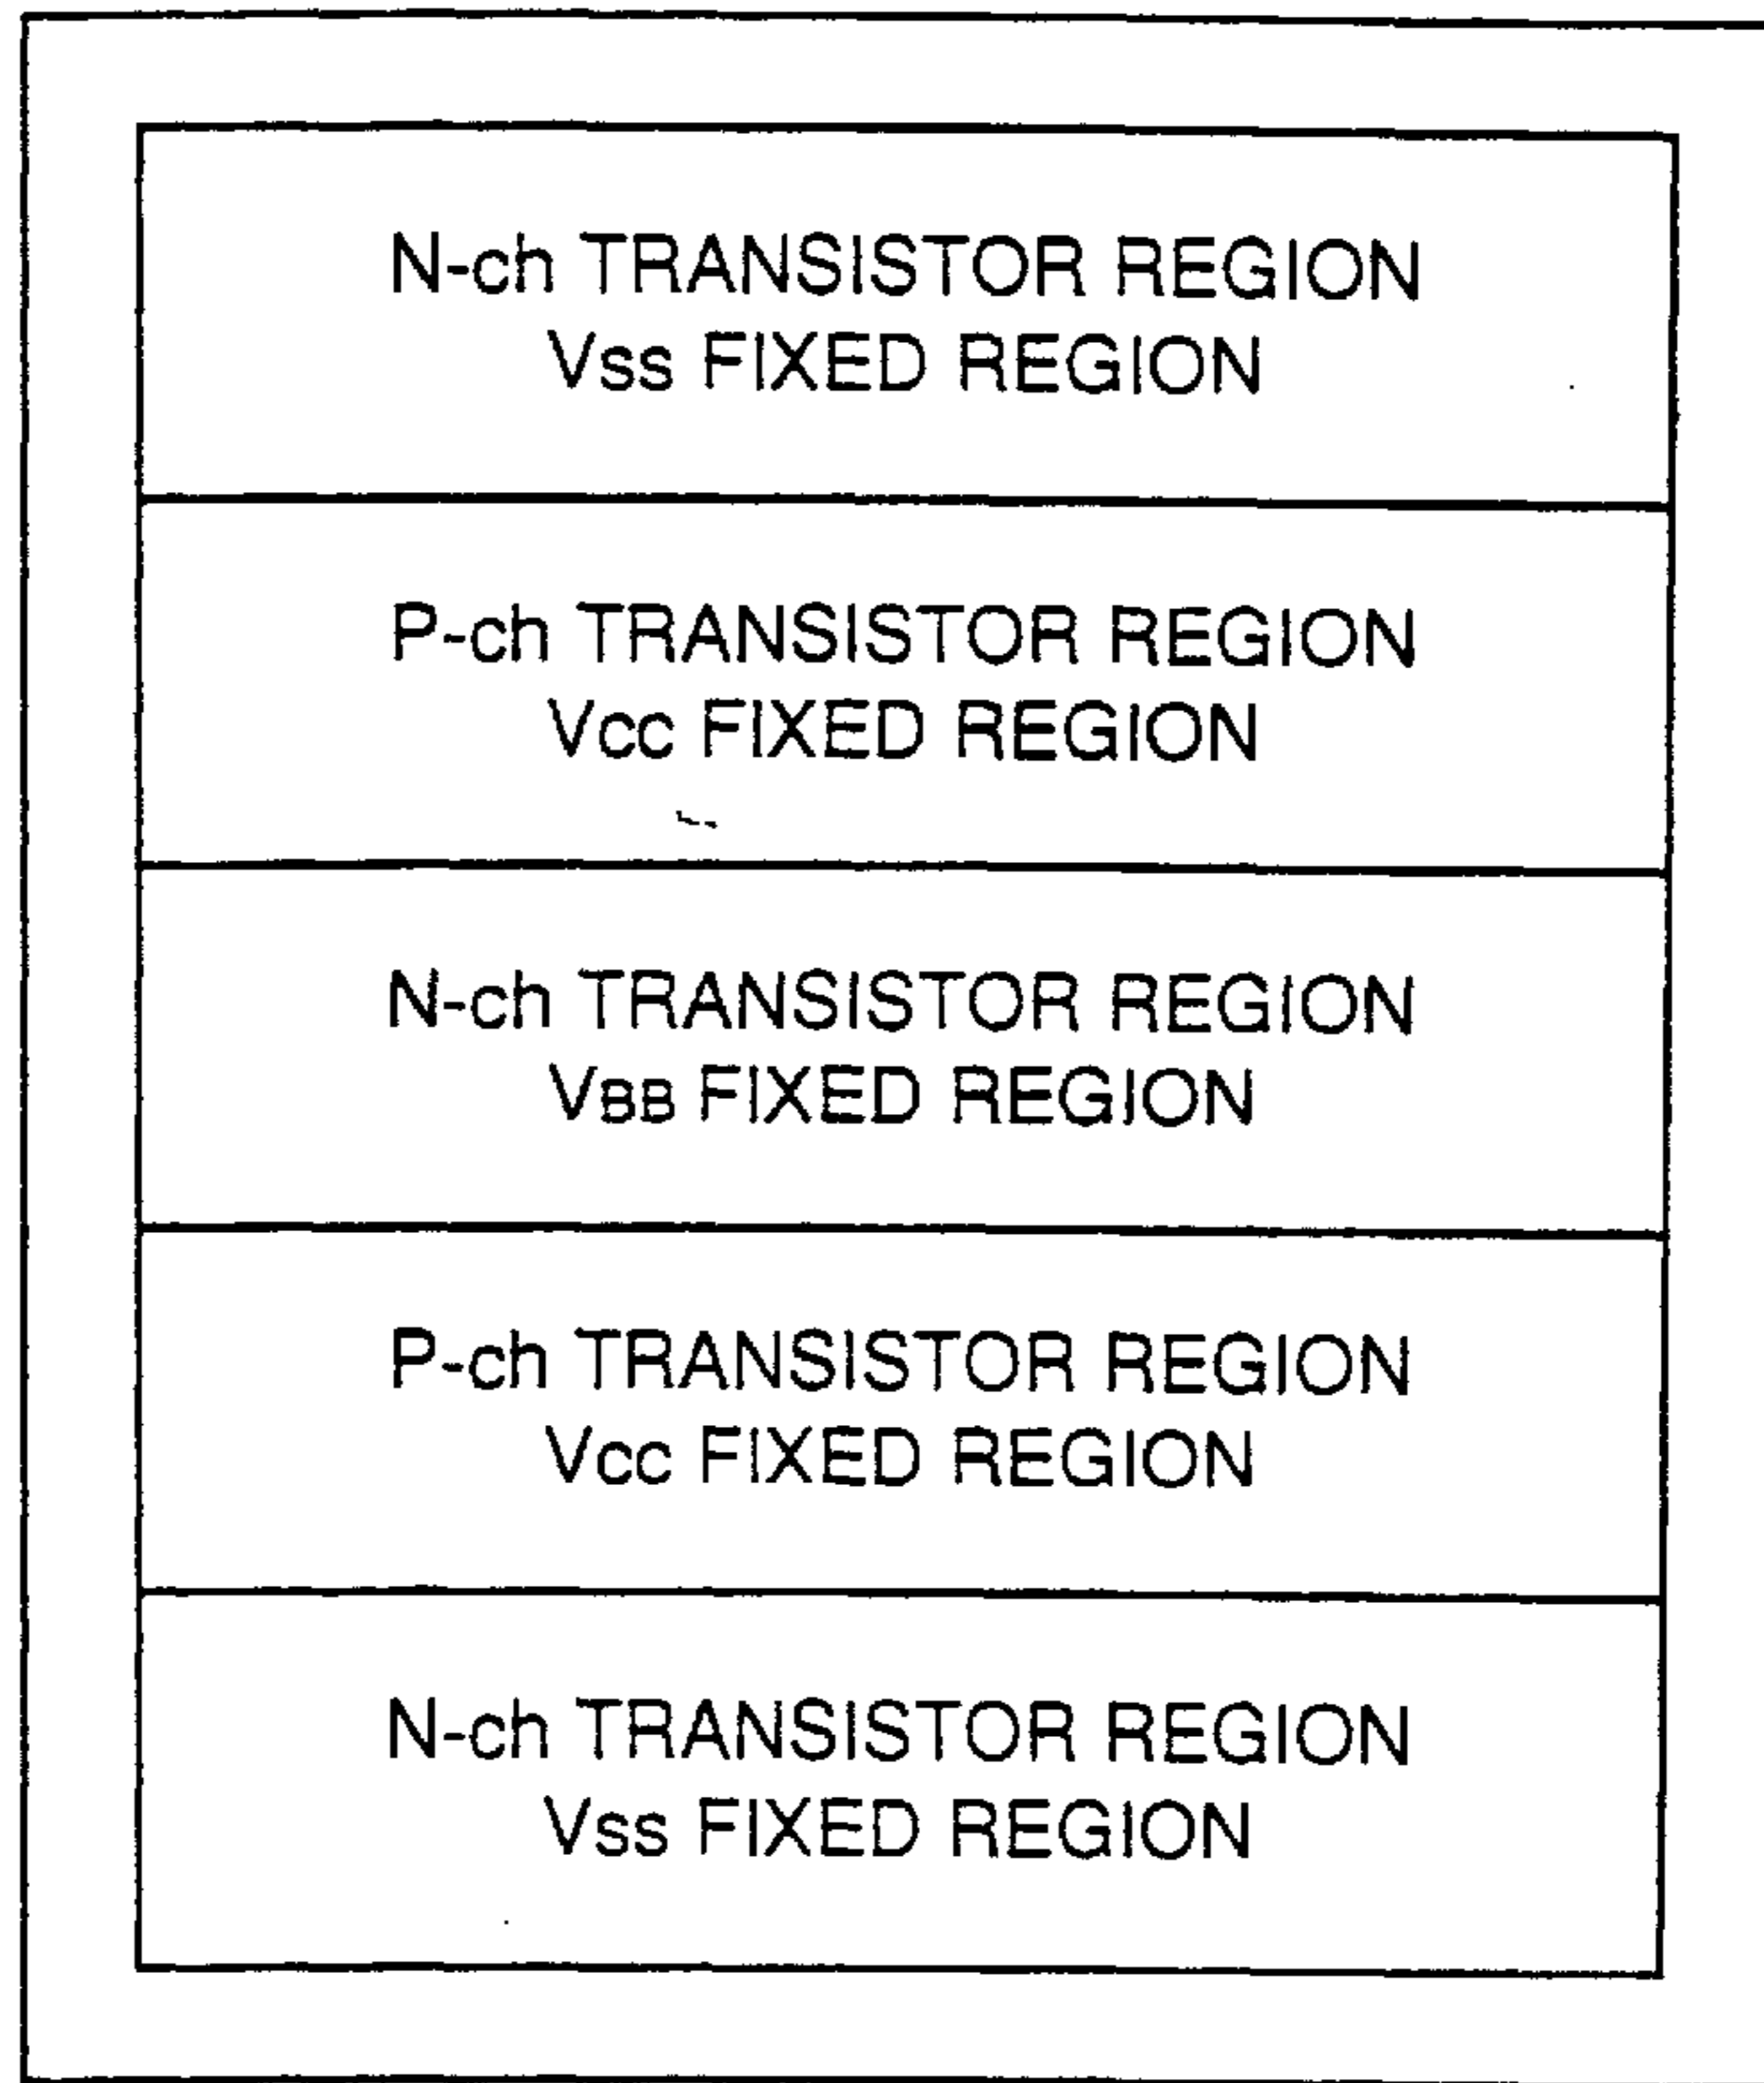 N-ch TRANSISTOR REGION
Vss FIXED REGION
P-ch TRANSISTOR REGION
Vcc FIXED REGION
N-ch TRANSISTOR REGION
VBB FIXED REGION
P-ch TRANSISTOR REGION
Vcc FIXED REGION
N-ch TRANSISTOR REGION
Vss FIXED REGION